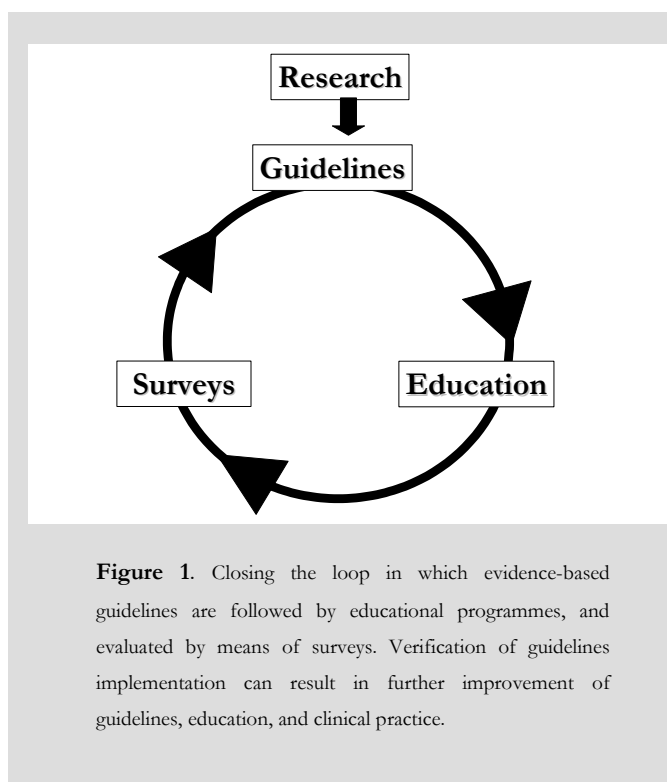 Research
Guidelines
Surveys
Education
Figure 1. Closing the loop in which evidence-based
guidelines are followed by educational programmes, and
evaluated by means of surveys. Verification of guidelines
implementation can result in further improvement of
guidelines, education, and clinical practice.